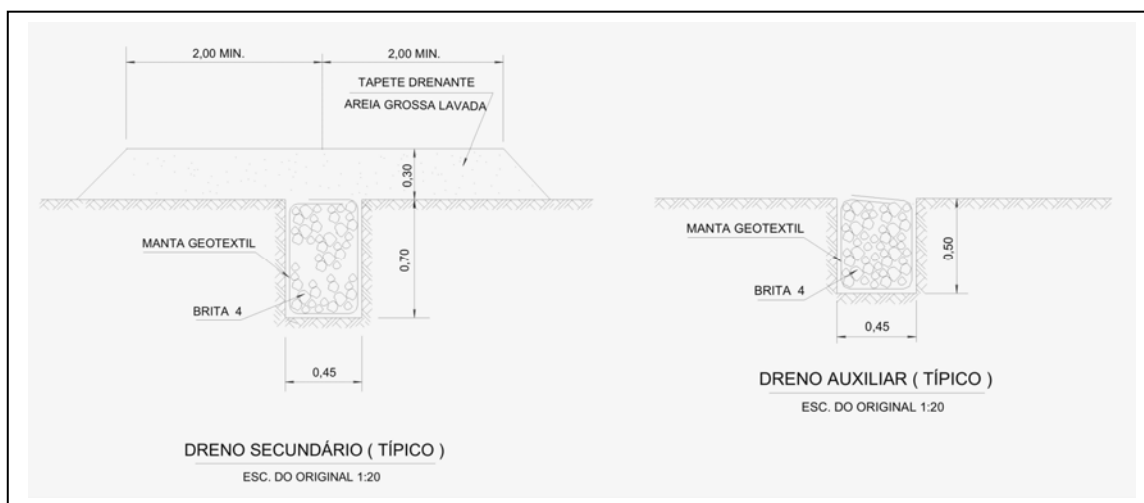 2,00 MIN.
2,00 MIN.
TAPETE DRENANTE
AREIA GROSSA LAVADA
0,30
MANTA GEOTEXTIL
0,70
BRITA 4
0,45
DRENO SECUNDÁRIO ( TÍPICO )
ESC. DO ORIGINAL 1:20
MANTA GEOTEXTIL
0,50
BRITA 4
0,45
DRENO AUXILIAR ( TÍPICO )
ESC. DO ORIGINAL 1:20